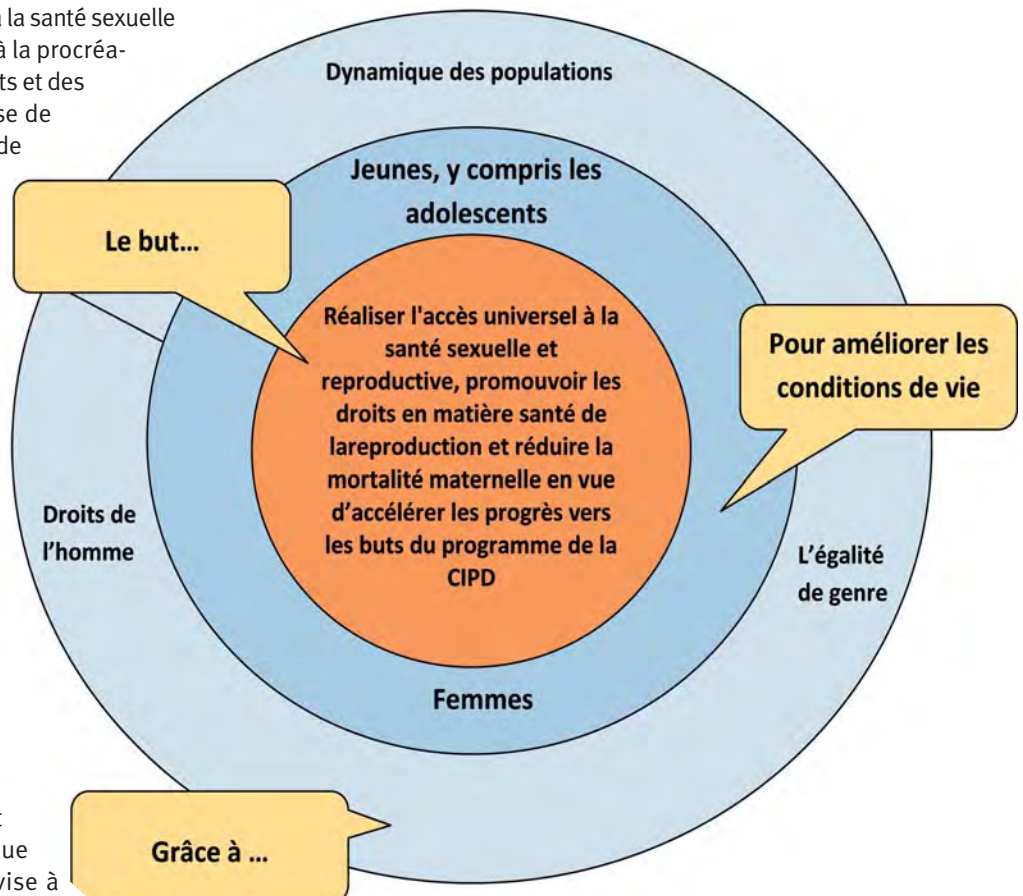 à la santé sexuelle
à la procréa-
ts et des
se de
de
Dynamique des populations
Jeunes, y compris les
adolescents
Le but...
Réaliser l'accès universel à la
santé sexuelle et
reproductive, promouvoir les
droits en matière santé de
lareproduction et réduire la
mortalité maternelle en vue
d'accélérer les progrès vers
les buts du programme de la
CIPD
Pour améliorer les
conditions de vie
Droits de
l'homme
L'égalité
de genre
Femmes
Grâce à ...
t
ue
vise à